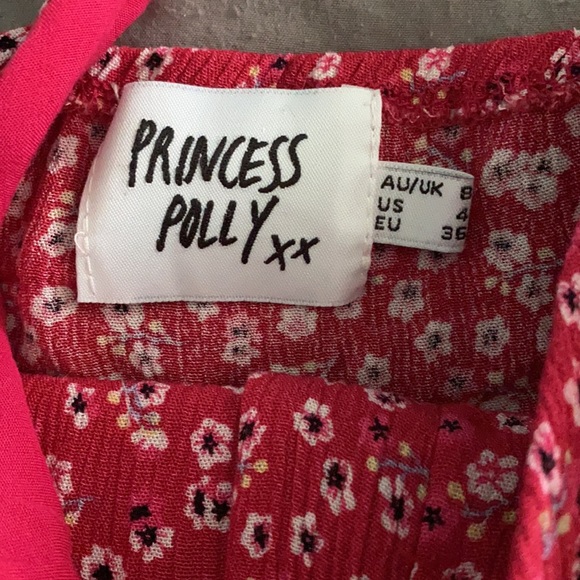 PRINCESS
POLLY xx
AU/UK 8
US 4
EU 36